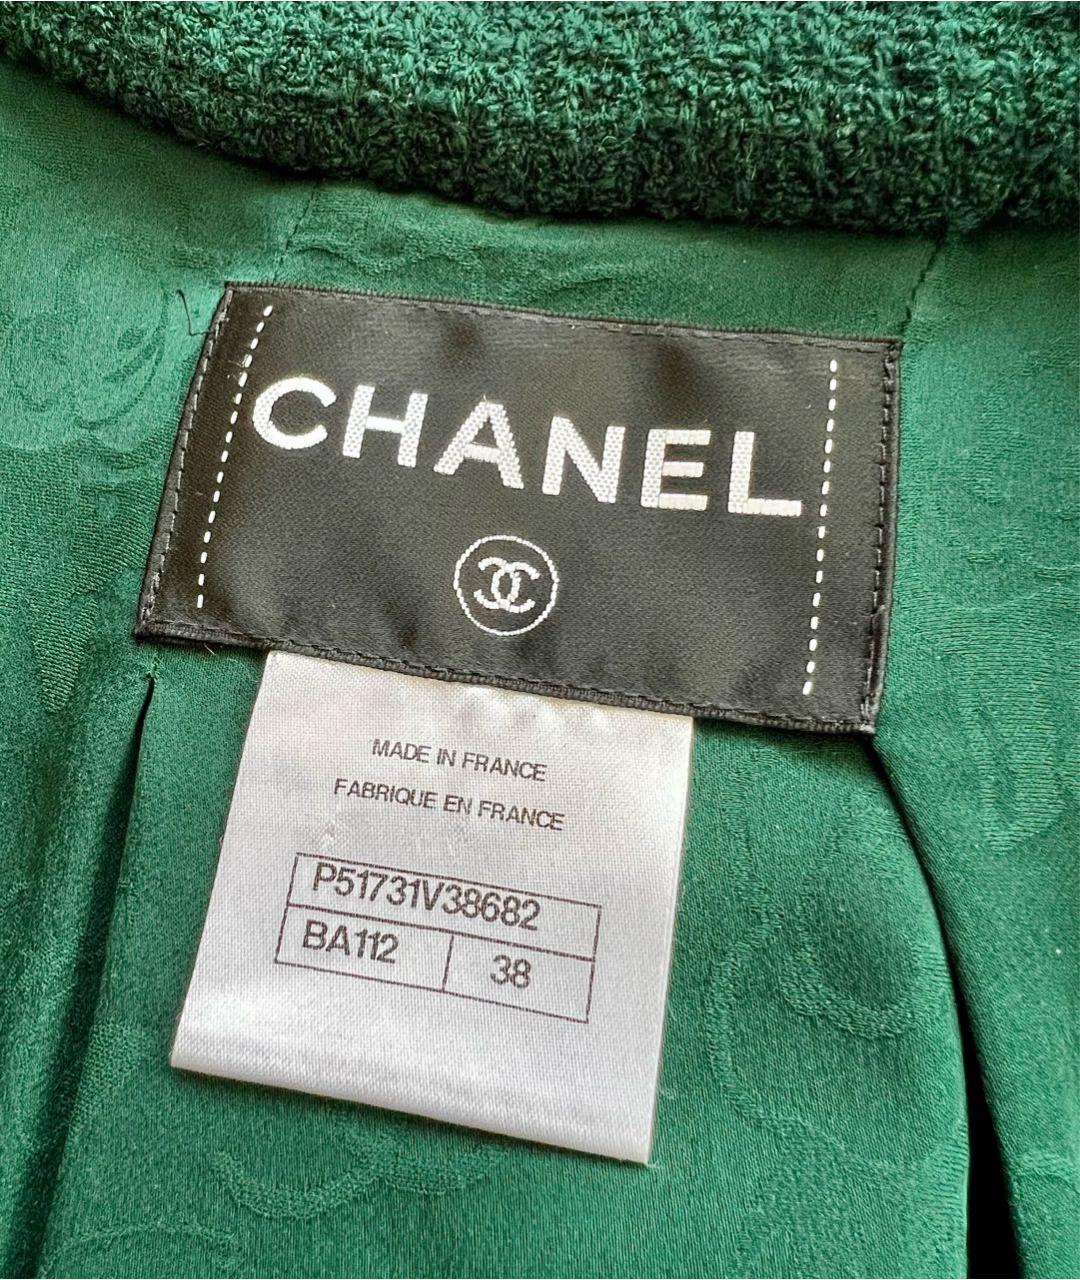 CHANEL
MADE IN FRANCE
FABRIQUE EN FRANCE
P51731V38682
BA112 38